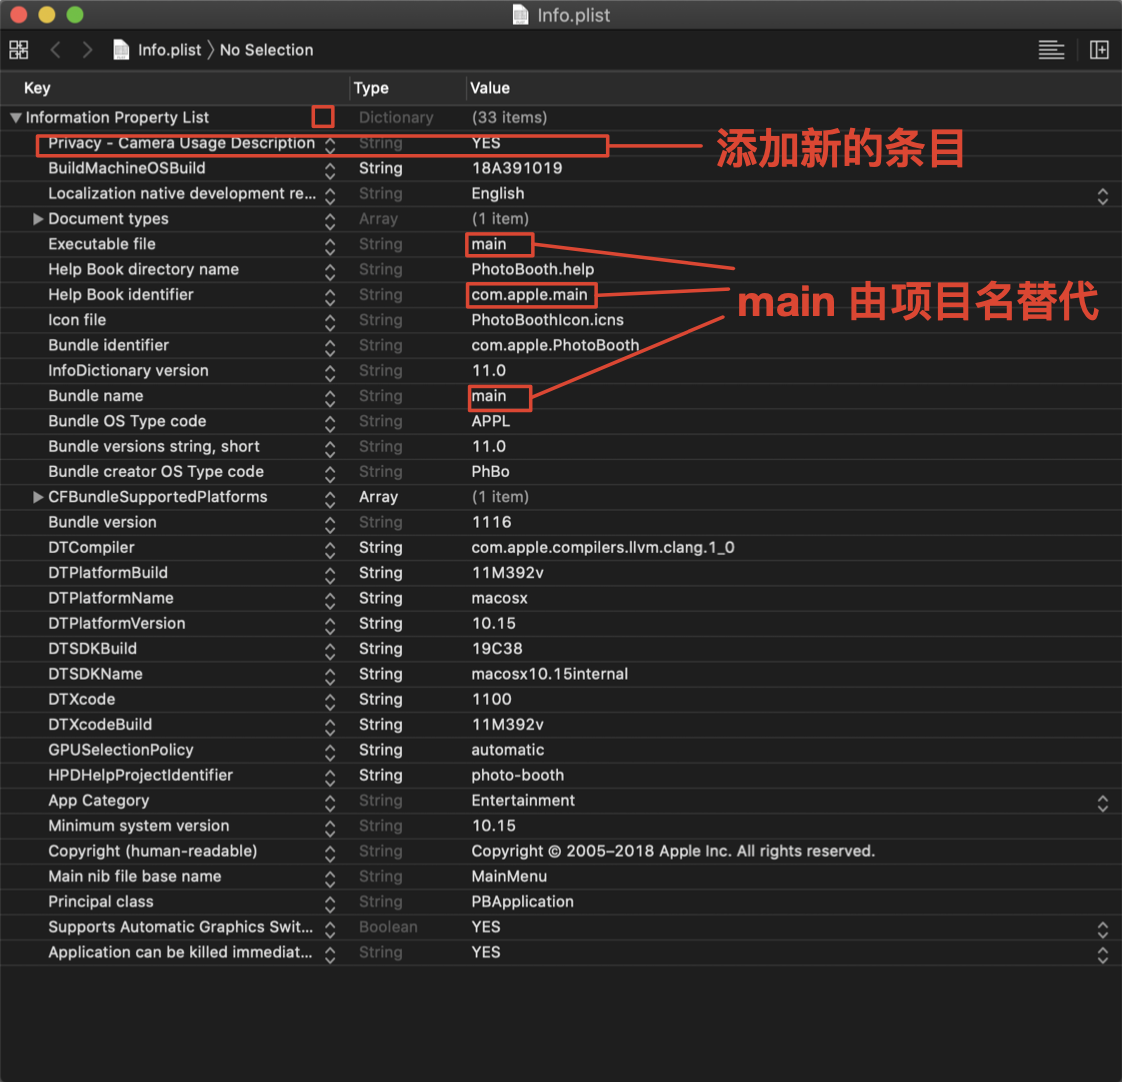 Info.plist
Info.plist No Selection
Key Type Value
Information Property List Dictionary (33 items)
Privacy - Camera Usage Description String YES
添加新的条目
BuildMachineOSBuild String 18A391019
Localization native development re... String English
Document types Array (1 item)
Executable file String main
Help Book directory name String PhotoBooth.help
Help Book identifier String com.apple.main
main 由项目名替代
Icon file String PhotoBoothIcon.icns
Bundle identifier String com.apple.PhotoBooth
InfoDictionary version String 11.0
Bundle name String main
Bundle OS Type code String APPL
Bundle versions string, short String 11.0
Bundle creator OS Type code String PhBo
CFBundleSupportedPlatforms Array (1 item)
Bundle version String 1116
DTCompiler String com.apple.compilers.llvm.clang.1_0
DTPlatformBuild String 11M392v
DTPlatformName String macosx
DTPlatformVersion String 10.15
DTSDKBuild String 19C38
DTSDKName String macosx10.15internal
DTXcode String 1100
DTXcodeBuild String 11M392v
GPUSelectionPolicy String automatic
HPDHelpProjectIdentifier String photo-booth
App Category String Entertainment
Minimum system version String 10.15
Copyright (human-readable) String Copyright © 2005–2018 Apple Inc. All rights reserved.
Main nib file base name String MainMenu
Principal class String PBApplication
Supports Automatic Graphics Swit... Boolean YES
Application can be killed immediat... String YES